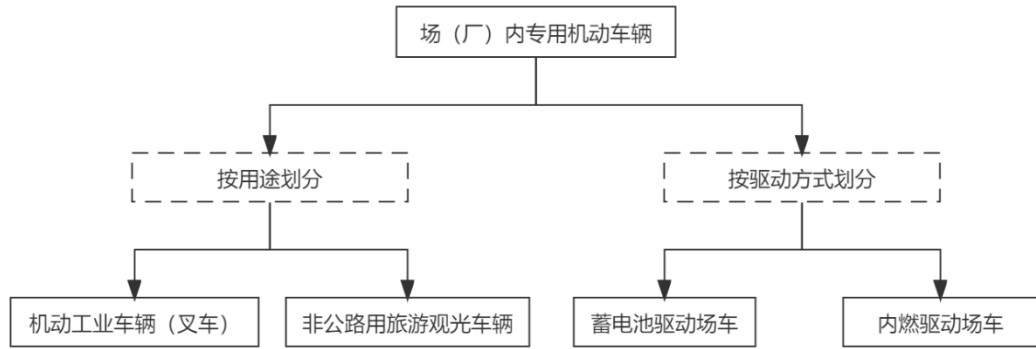 场（厂）内专用机动车辆
按用途划分
按驱动方式划分
机动工业车辆（叉车）
非公路用旅游观光车辆
蓄电池驱动场车
内燃驱动场车